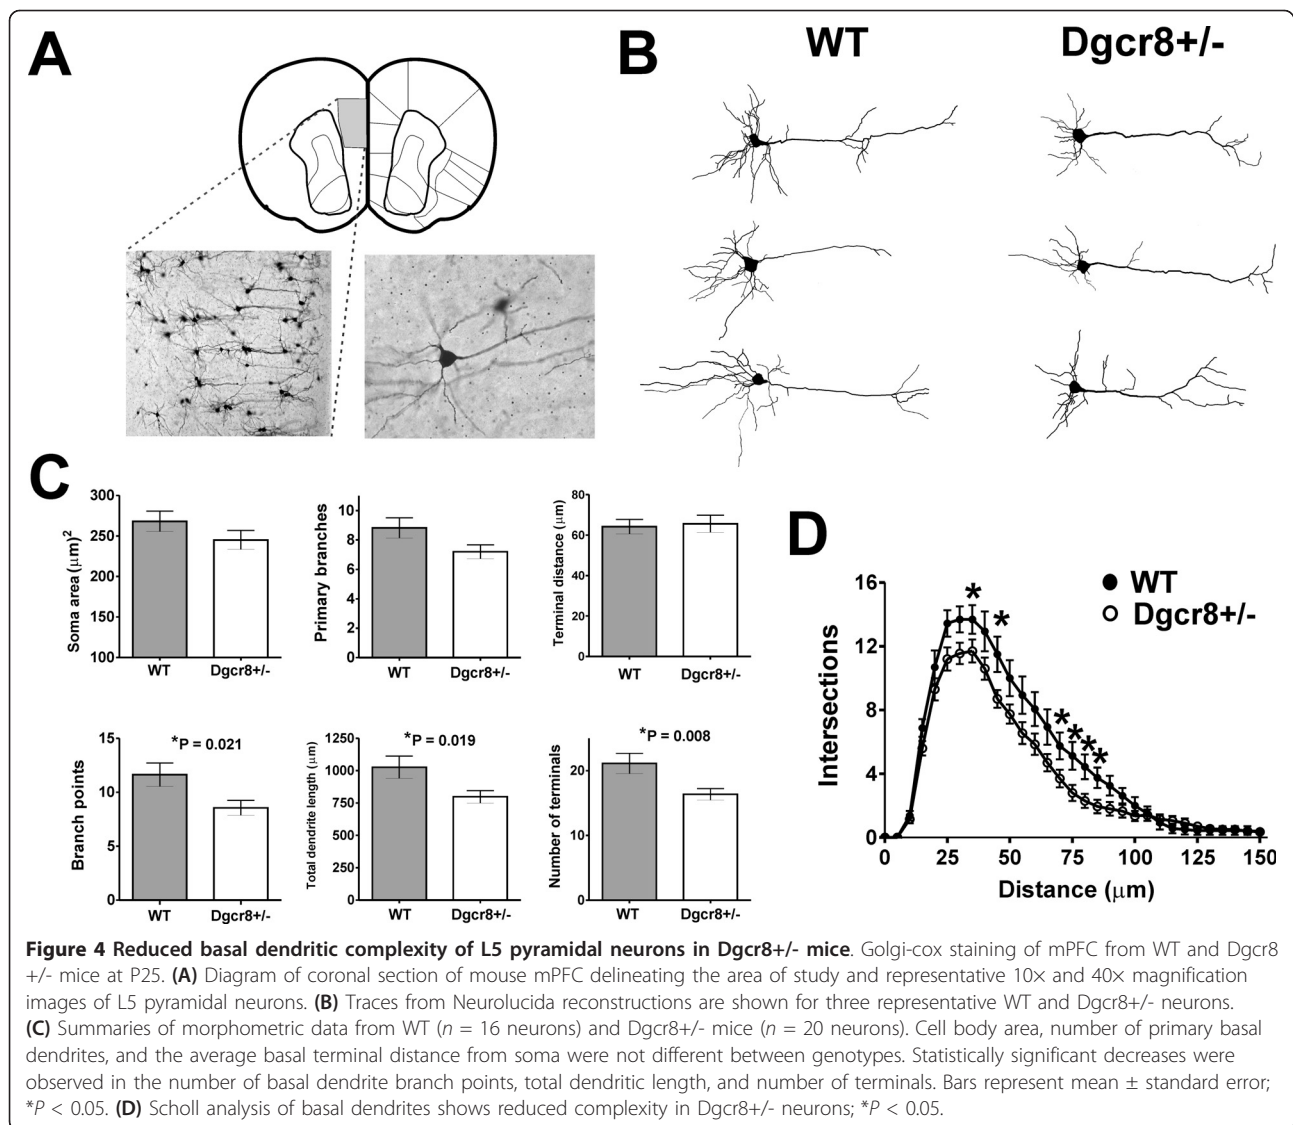 A
B
WT
Dgcr8+/-
C
300
250
200
150
100
Soma area (μm)²
WT
Dgcr8+/-
10
8
6
4
2
0
Primary branches
WT
Dgcr8+/-
80
60
40
20
0
Terminal distance (μm)
WT
Dgcr8+/-
15
10
5
0
Branch points
*P = 0.021
WT
Dgcr8+/-
1250
1000
750
500
250
0
Total dendrite length (μm)
*P = 0.019
WT
Dgcr8+/-
20
10
0
Number of terminals
*P = 0.008
WT
Dgcr8+/-
D
16
12
8
4
0
Intersections
WT
Dgcr8+/-
* * * * * *
0 25 50 75 100 125 150
Distance (μm)
Figure 4 Reduced basal dendritic complexity of L5 pyramidal neurons in Dgcr8+/- mice. Golgi-cox staining of mPFC from WT and Dgcr8
+/- mice at P25. (A) Diagram of coronal section of mouse mPFC delineating the area of study and representative 10× and 40× magnification
images of L5 pyramidal neurons. (B) Traces from Neurolucida reconstructions are shown for three representative WT and Dgcr8+/- neurons.
(C) Summaries of morphometric data from WT (n = 16 neurons) and Dgcr8+/- mice (n = 20 neurons). Cell body area, number of primary basal
dendrites, and the average basal terminal distance from soma were not different between genotypes. Statistically significant decreases were
observed in the number of basal dendrite branch points, total dendritic length, and number of terminals. Bars represent mean ± standard error;
*P < 0.05. (D) Scholl analysis of basal dendrites shows reduced complexity in Dgcr8+/- neurons; *P < 0.05.